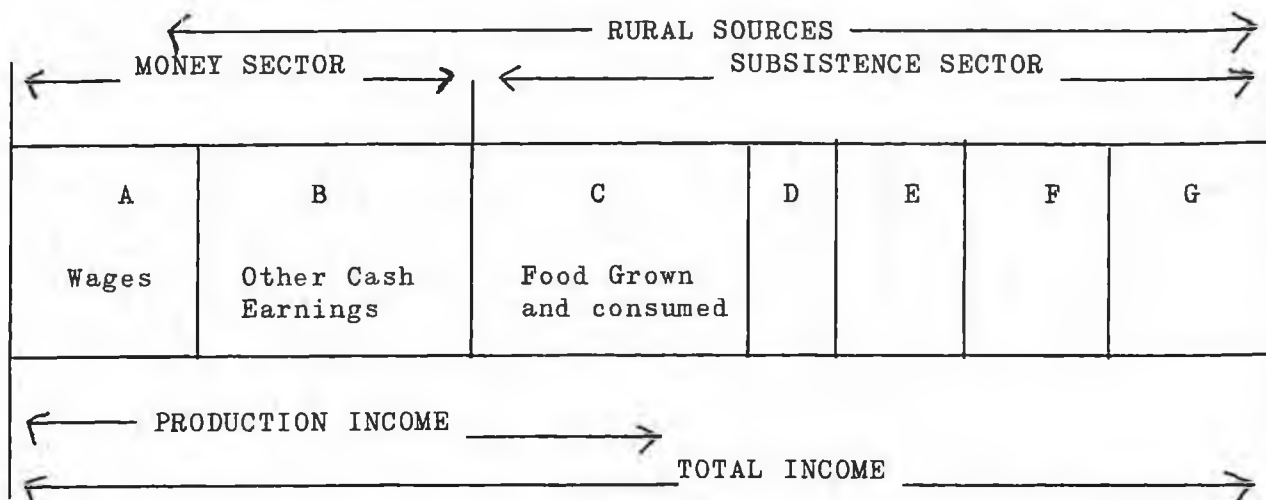 RURAL SOURCES
MONEY SECTOR SUBSISTENCE SECTOR
A B C D E F G
Wages Other Cash Food Grown
Earnings and consumed
PRODUCTION INCOME
TOTAL INCOME